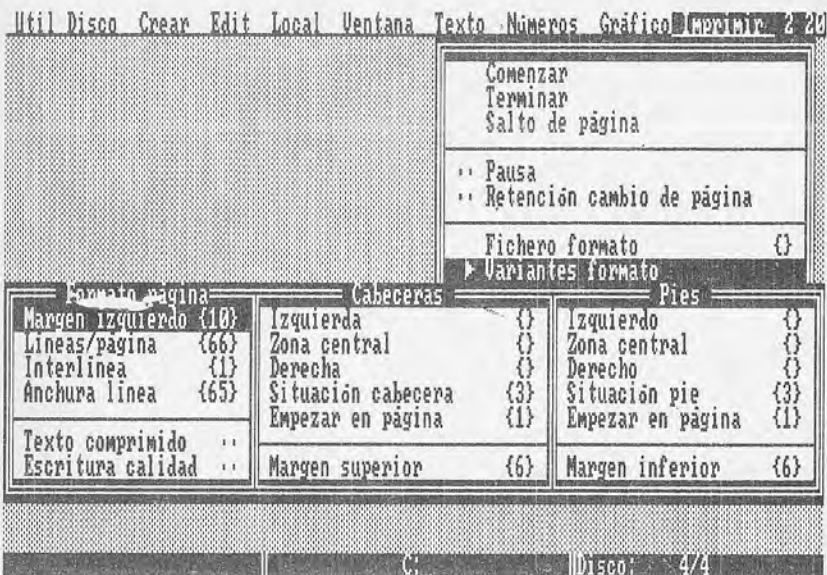 Util Disco Crear Edit Local Ventana Texto Números Gráfico Imprimir 2 20
Comenzar
Terminar
Salto de página
Pausa
Retención cambio de página
Fichero formato {}
Variantes formato
Formato página
Margen izquierdo {10}
Líneas/página {66}
Interlínea {1}
Anchura línea {65}
Texto comprimido
Escritura calidad
Cabeceras
Izquierda {}
Zona central {}
Derecha {}
Situación cabecera {3}
Empezar en página {1}
Margen superior {6}
Pies
Izquierdo {}
Zona central {}
Derecho {}
Situación pie {3}
Empezar en página {1}
Margen inferior {6}
C: Disco: 4/4